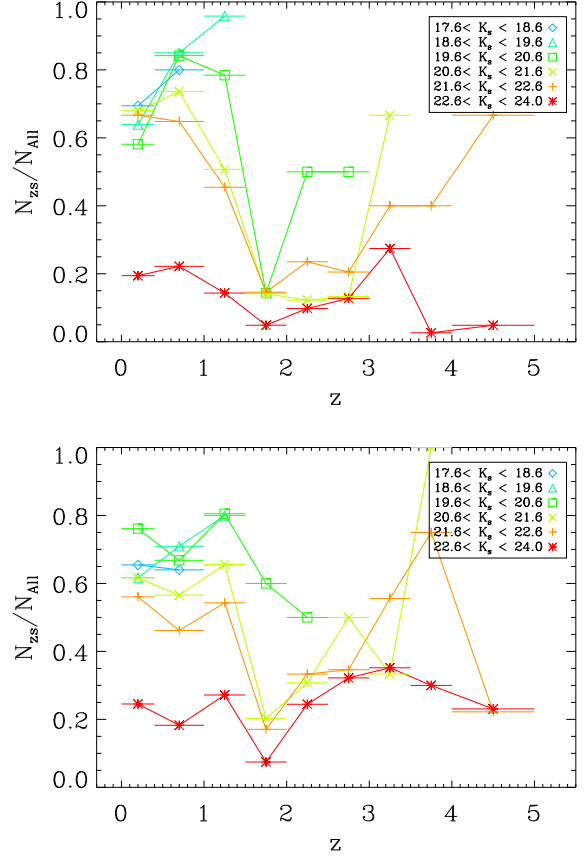 1.0
0.8
0.6
0.4
0.2
0.0
N_zs/N_All
17.6< K_s < 18.6
18.6< K_s < 19.6
19.6< K_s < 20.6
20.6< K_s < 21.6
21.6< K_s < 22.6
22.6< K_s < 24.0
0 1 2 3 4 5
z
1.0
0.8
0.6
0.4
0.2
0.0
N_zs/N_All
17.6< K_s < 18.6
18.6< K_s < 19.6
19.6< K_s < 20.6
20.6< K_s < 21.6
21.6< K_s < 22.6
22.6< K_s < 24.0
0 1 2 3 4 5
z